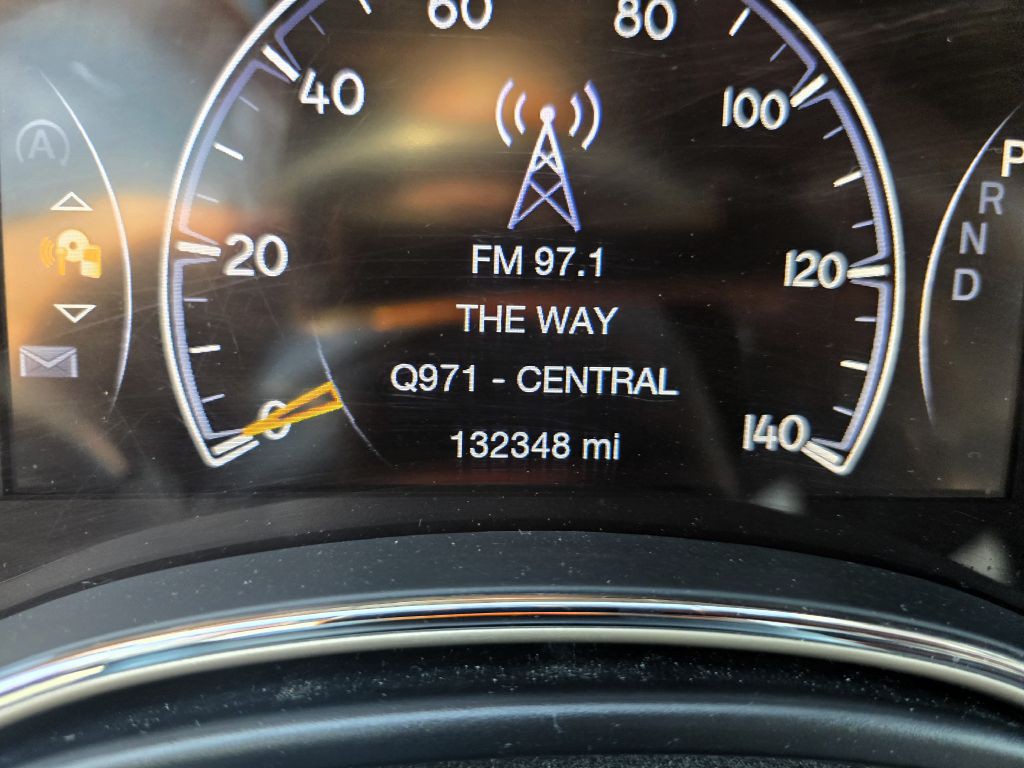 60 80
40 100
A
P
R
20 FM 97.1 120 N
D
THE WAY
Q971 - CENTRAL
0 132348 mi 140